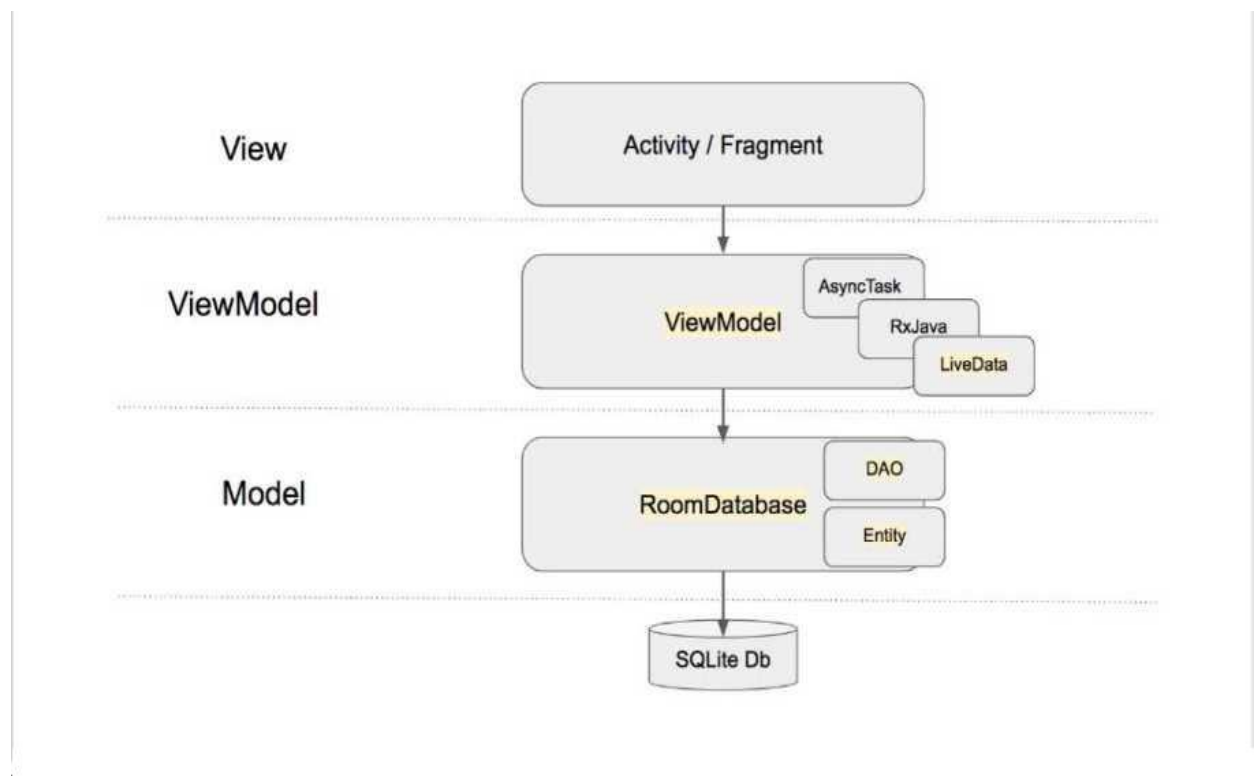 View
Activity / Fragment
ViewModel
ViewModel
AsyncTask
RxJava
LiveData
Model
RoomDatabase
DAO
Entity
SQLite Db